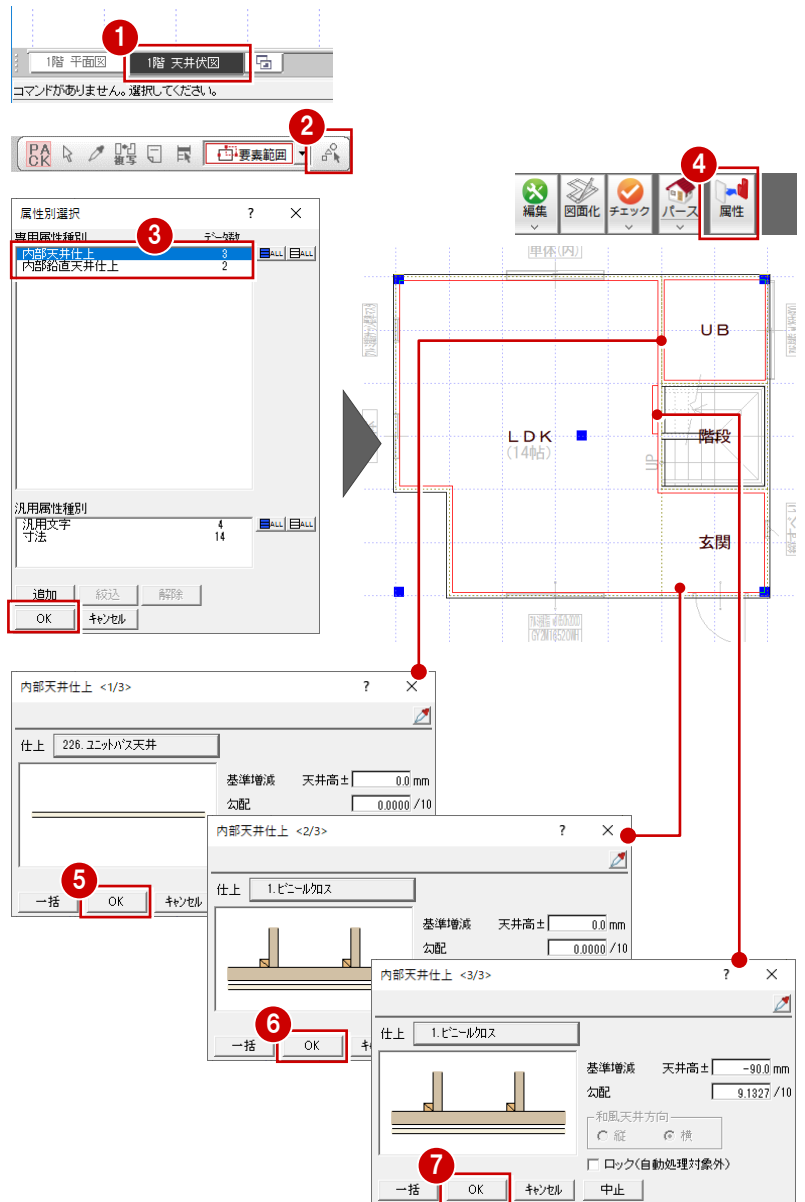 1
1階 平面図
1階 天井伏図
コマンドがありません。選択してください。
2
PACK
複写
要素範囲
4
編集
図面化
チェック
パース
属性
属性別選択 ? ×
専用属性種別 データ数
3
内部天井仕上 3
内部鉛直天井仕上 2
ALL ALL
汎用属性種別
汎用文字 4
寸法 14
ALL ALL
追加 絞込 解除
OK キャンセル
単体(内)
UB
LDK
(14帖)
階段
UP
玄関
内部天井仕上 <1/3> ? ×
仕上 226.ユニットバス天井
基準増減 天井高± 0.0 mm
勾配 0.0000 /10
5
一括 OK キャンセル
内部天井仕上 <2/3> ? ×
仕上 1.ビニールクロス
基準増減 天井高± 0.0 mm
勾配 0.0000 /10
6
一括 OK
内部天井仕上 <3/3> ? ×
仕上 1.ビニールクロス
基準増減 天井高± -90.0 mm
勾配 9.1327 /10
和風天井方向
縦 横
ロック(自動処理対象外)
7
一括 OK キャンセル 中止